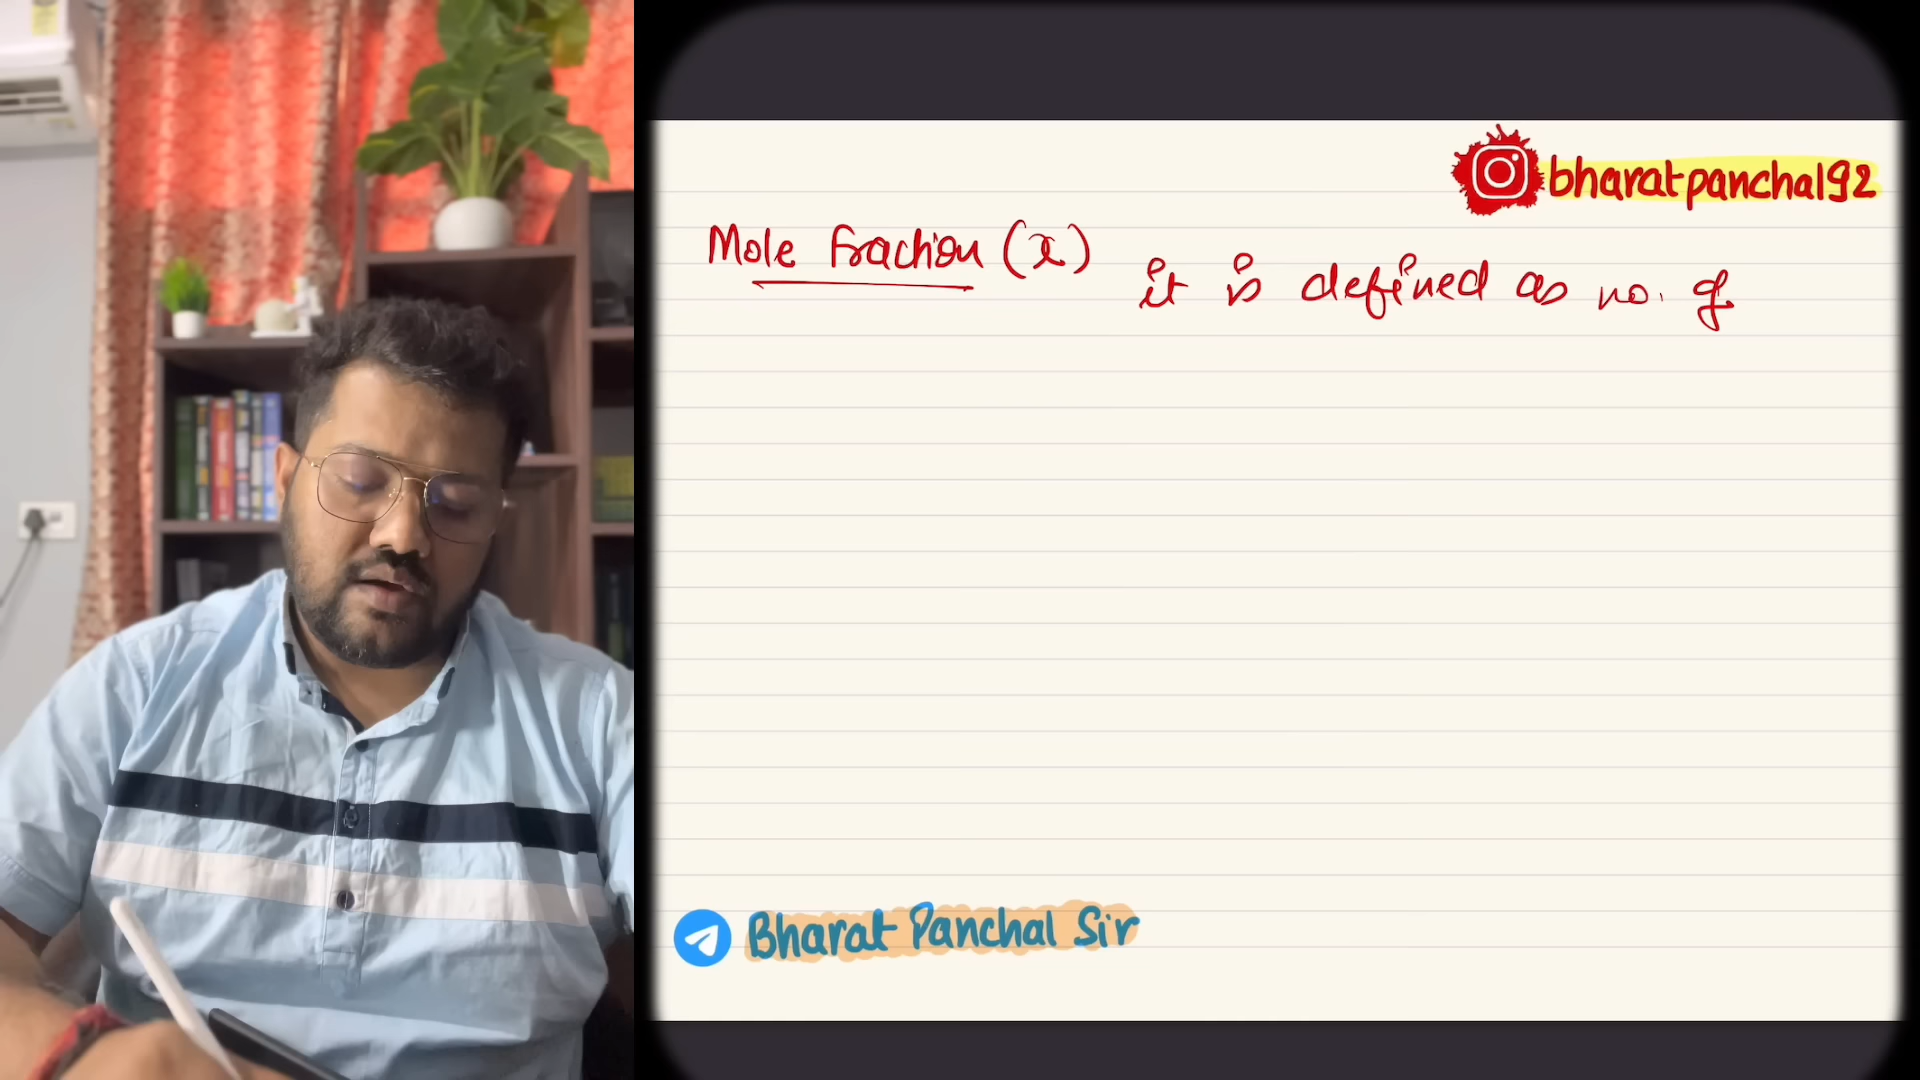 bharatpanchal92
Mole Fraction (x)
it is defined as no. of
Bharat Panchal Sir